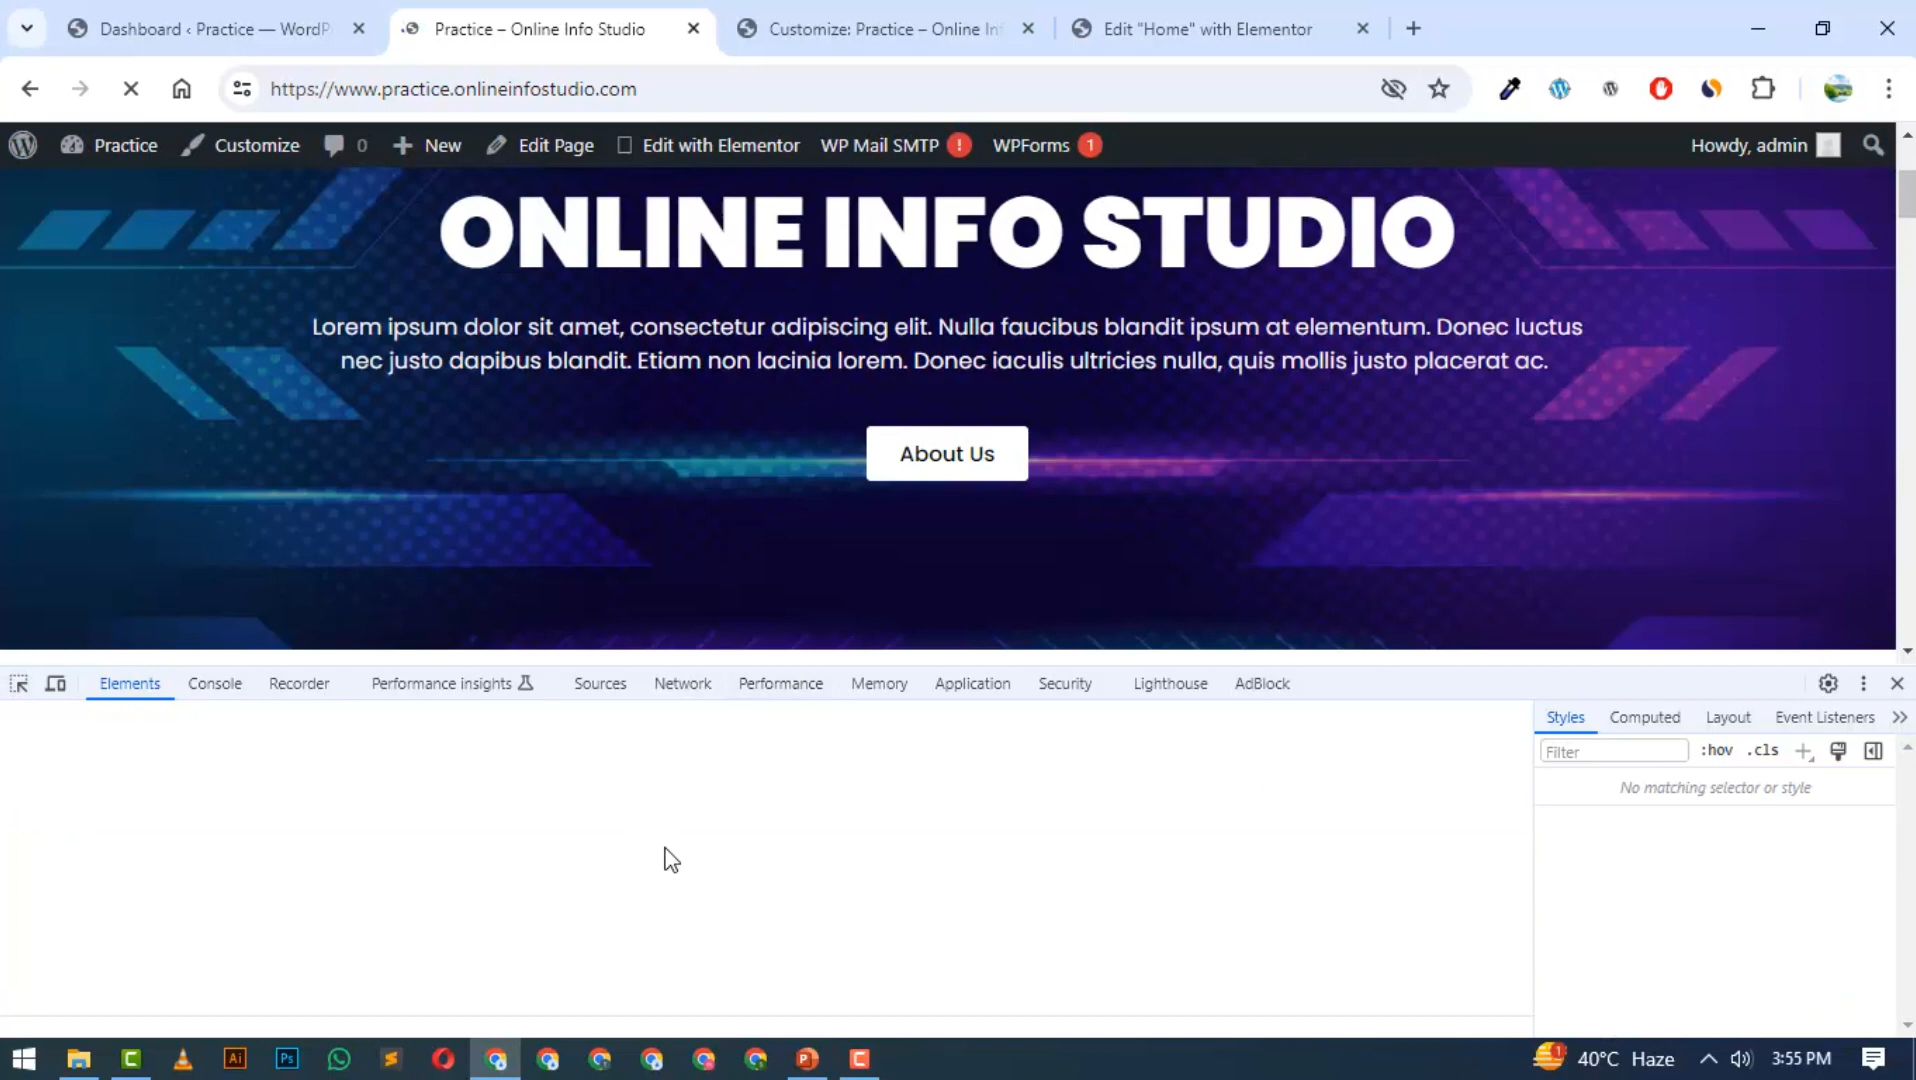 Dashboard ‹ Practice — WordP
Practice – Online Info Studio
Customize: Practice – Online In
Edit "Home" with Elementor
https://www.practice.onlineinfostudio.com
Practice
Customize
0
New
Edit Page
Edit with Elementor
WP Mail SMTP !
WPForms 1
Howdy, admin
ONLINE INFO STUDIO
Lorem ipsum dolor sit amet, consectetur adipiscing elit. Nulla faucibus blandit ipsum at elementum. Donec luctus
nec justo dapibus blandit. Etiam non lacinia lorem. Donec iaculis ultricies nulla, quis mollis justo placerat ac.
About Us
Elements
Console
Recorder
Performance insights
Sources
Network
Performance
Memory
Application
Security
Lighthouse
AdBlock
Styles
Computed
Layout
Event Listeners
Filter
:hov
.cls
No matching selector or style
Ai
Ps
1
40°C Haze
3:55 PM